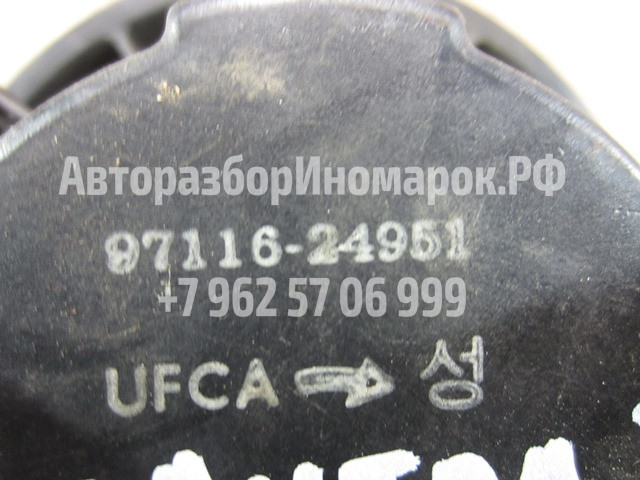 АвторазборИномарок.РФ
97116-24951
+7 962 57 06 999
UFCA → 성